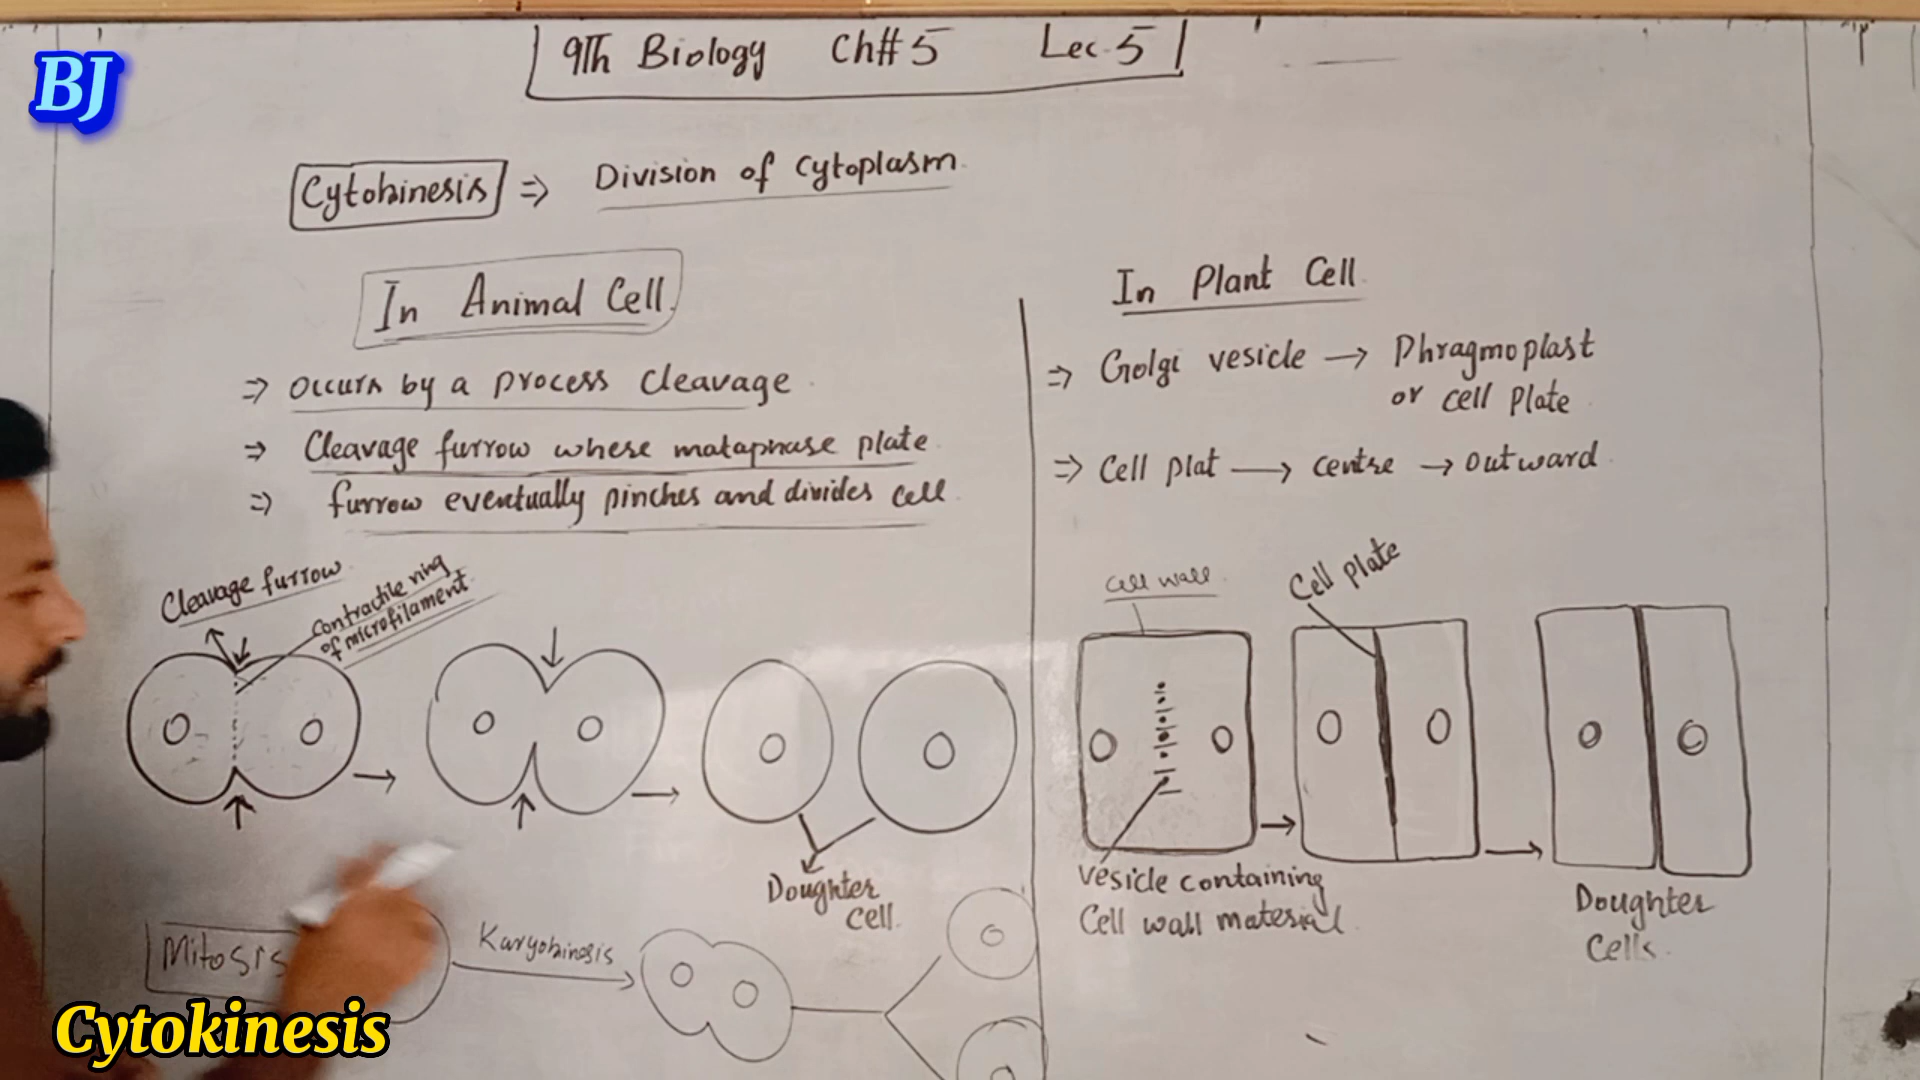 9Th Biology Ch#5 Lec.5
BJ
Cytokinesis ⇒ Division of cytoplasm.
In Animal Cell.
⇒ occurs by a process cleavage
⇒ Cleavage furrow where mataphase plate
⇒ furrow eventually pinches and divides cell
Cleavage furrow
contractile ring
of microfilament
Doughter
cell.
Mitosis
Karyokinesis
In Plant Cell
⇒ Golgi vesicle → Phragmoplast
or cell plate
⇒ Cell plat → centre → outward
Cell wall
Cell plate
vesicle containing
Cell wall material
Doughter
Cells.
Cytokinesis